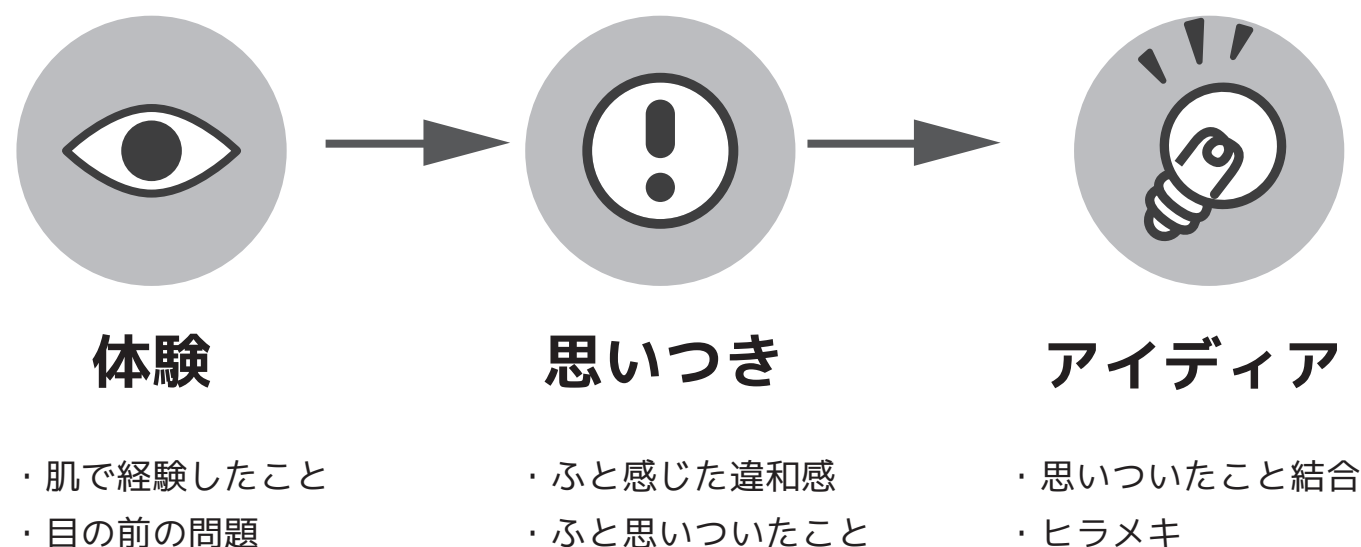 体験
思いつき
アイディア
・肌で経験したこと
・目の前の問題
・ふと感じた違和感
・ふと思いついたこと
・思いついたこと結合
・ヒラメキ